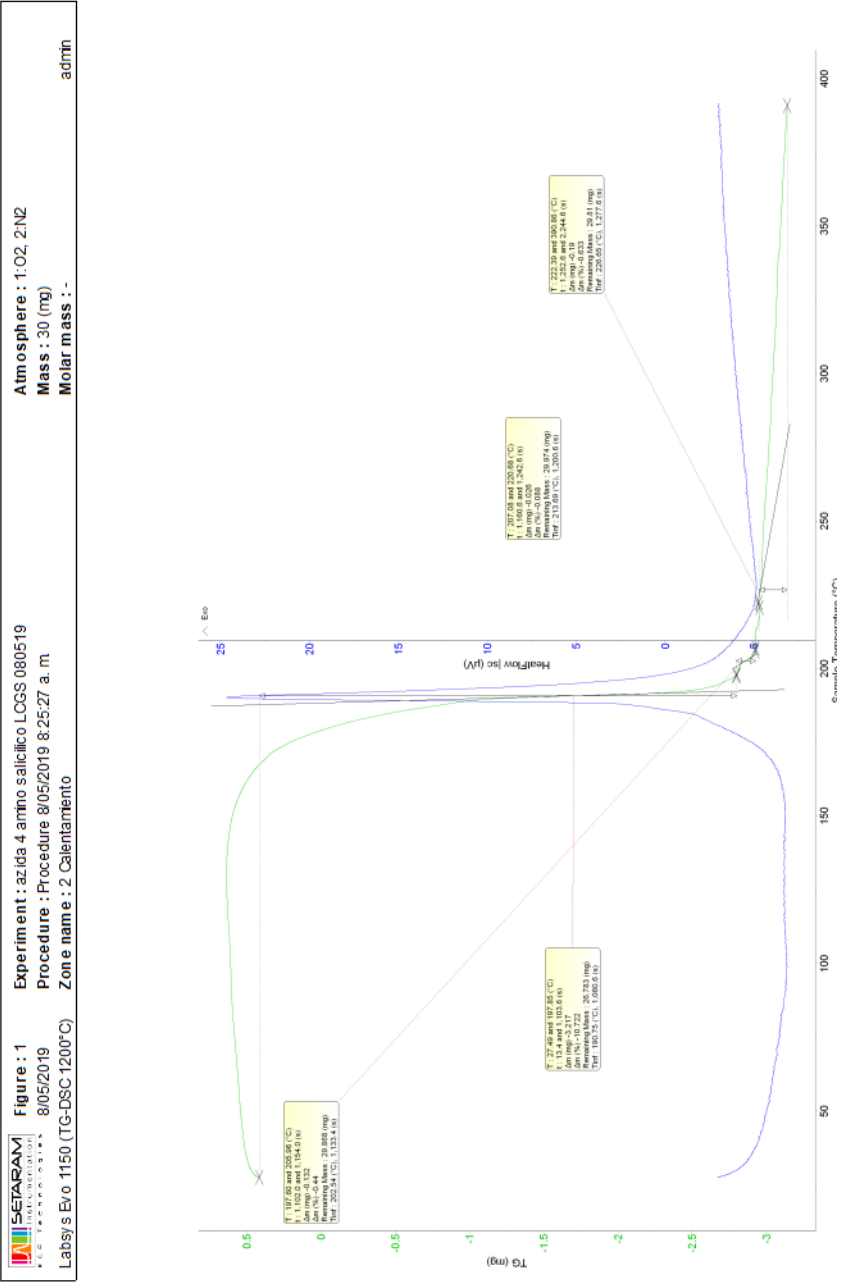 SETARAM
Instrumentation
KEP Technologies
Figure : 1
8/05/2019
Labsys Evo 1150 (TG-DSC 1200°C)
Experiment : azida 4 amino salicilico LCGS 080519
Procedure : Procedure 8/05/2019 8:25:27 a. m.
Zone name : 2 Calentamiento
Atmosphere : 1:O2, 2:N2
Mass : 30 (mg)
Molar mass : -
admin
TG (mg)
0.5
0
-0.5
-1
-1.5
-2
-2.5
-3
T : 197.60 and 205.96 (°C)
t : 1,102.0 and 1,154.0 (s)
Δm (mg) -0.132
Δm (%) -0.44
Remaining Mass : 29.868 (mg)
Tinf : 202.54 (°C), 1,133.4 (s)
T : 27.49 and 197.85 (°C)
t : 13.4 and 1,103.6 (s)
Δm (mg) -3.217
Δm (%) -10.722
Remaining Mass : 26.783 (mg)
Tinf : 190.75 (°C), 1,060.6 (s)
Exo
HeatFlow |sc (µV)
25
20
15
10
5
0
-5
T : 207.08 and 220.68 (°C)
t : 1,160.6 and 1,242.6 (s)
Δm (mg) -0.026
Δm (%) -0.088
Remaining Mass : 29.974 (mg)
Tinf : 213.69 (°C), 1,200.6 (s)
T : 222.39 and 390.86 (°C)
t : 1,252.6 and 2,244.6 (s)
Δm (mg) -0.19
Δm (%) -0.633
Remaining Mass : 29.81 (mg)
Tinf : 226.65 (°C), 1,277.6 (s)
50
100
150
200
250
300
350
400
Sample Temperature (°C)